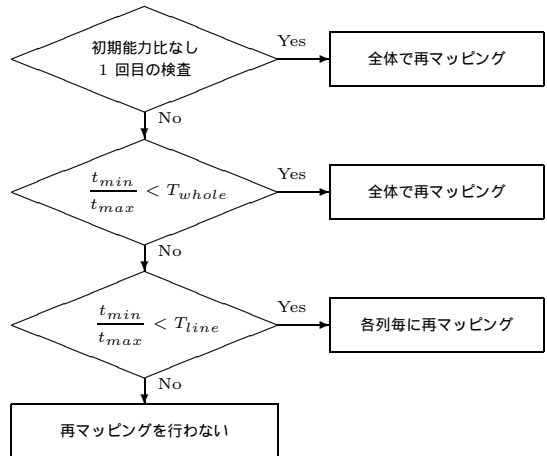 初期能力比なし
1 回目の検査
Yes
全体で再マッピング
No
t_min / t_max < T_whole
Yes
全体で再マッピング
No
t_min / t_max < T_line
Yes
各列毎に再マッピング
No
再マッピングを行わない